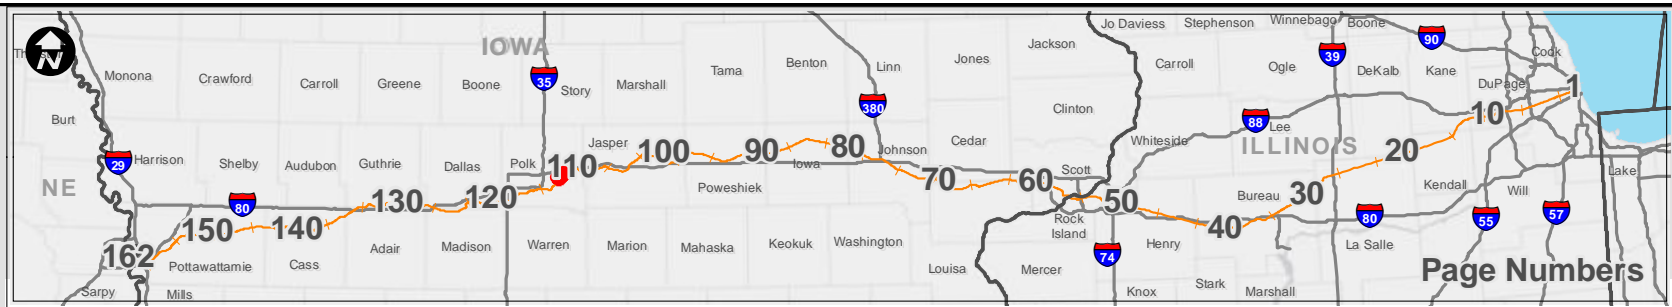 Jo Daviess Stephenson Winnebago Boone
90
IOWA
39
Cook
Jackson
N
Monona Crawford Carroll Greene Boone 35 Story Marshall Tama Benton Linn Jones Carroll Ogle DeKalb Kane
DuPage 1
380 Clinton 10
Burt
88 Lee
Jasper Cedar Whiteside ILLINOIS
29 Harrison Shelby Audubon Guthrie Dallas Polk 110 100 90 Iowa 80 Johnson 20
NE 70 60 Scott
80 130 120 Poweshiek 50 Bureau 30 Kendall Will Lake
150 140 Rock
Island 40 80 55 57
162 Adair Madison Warren Marion Mahaska Keokuk Washington 74 Henry La Salle
Pottawattamie Cass Louisa Mercer Page Numbers
Sarpy Mills Knox Stark Marshall